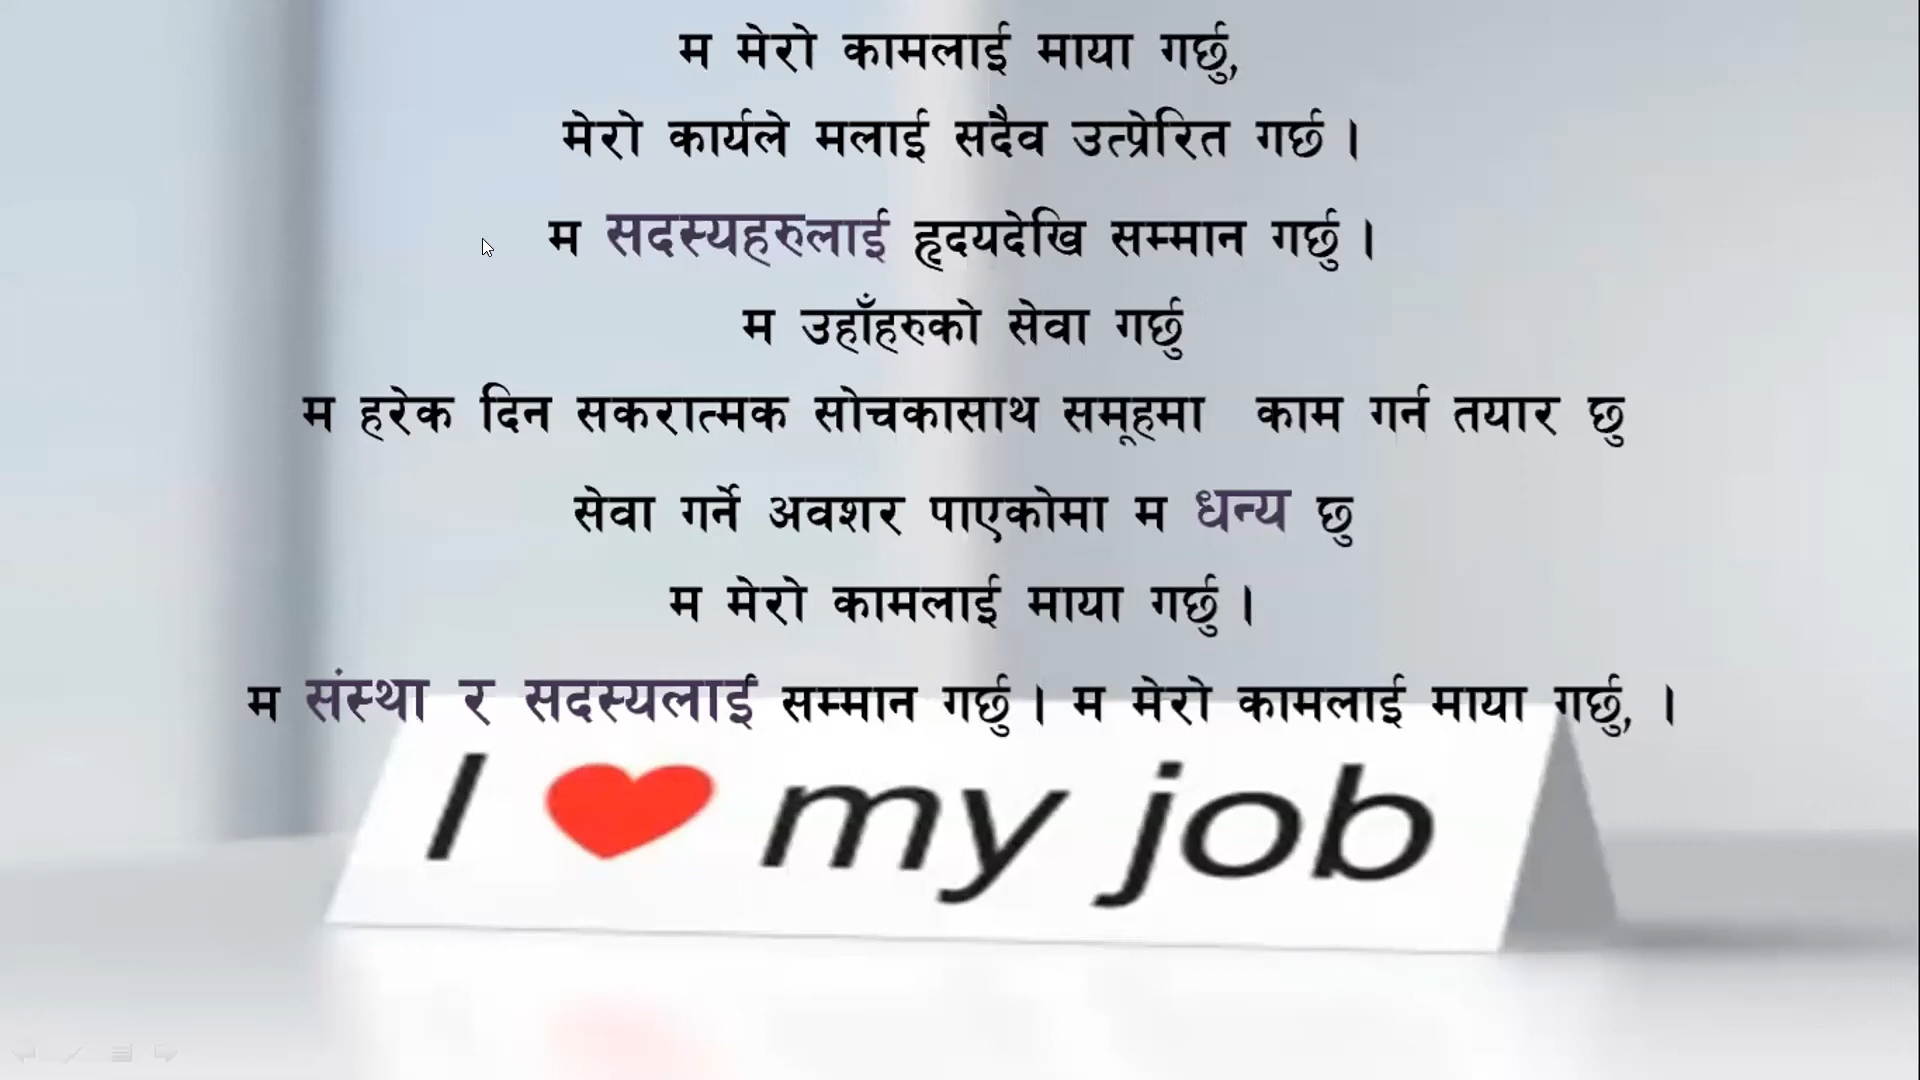 म मेरो कामलाई माया गर्छु,
मेरो कार्यले मलाई सदैव उत्प्रेरित गर्छ ।
म सदस्यहरुलाई हृदयदेखि सम्मान गर्छु ।
म उहाँहरुको सेवा गर्छु
म हरेक दिन सकरात्मक सोचकासाथ समूहमा काम गर्न तयार छु
सेवा गर्ने अवशर पाएकोमा म धन्य छु
म मेरो कामलाई माया गर्छु ।
म संस्था र सदस्यलाई सम्मान गर्छु । म मेरो कामलाई माया गर्छु, ।
I ❤ my job